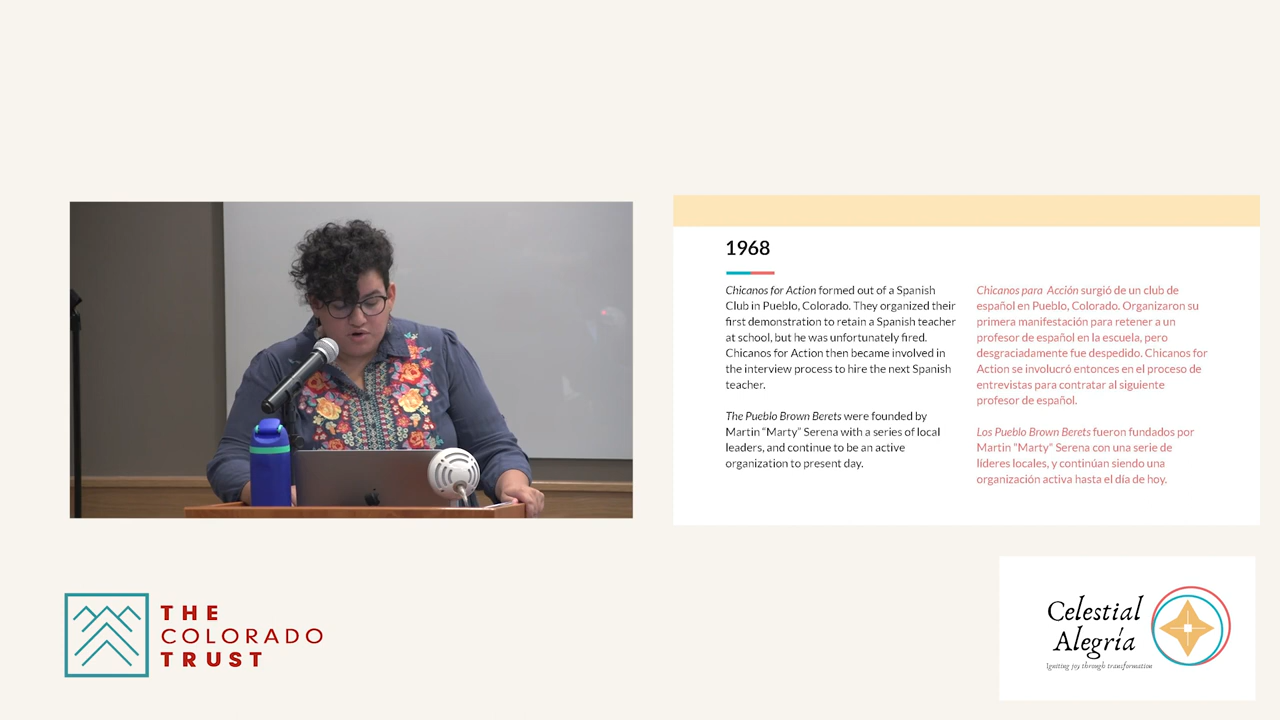 1968
Chicanos for Action formed out of a Spanish
Club in Pueblo, Colorado. They organized their
first demonstration to retain a Spanish teacher
at school, but he was unfortunately fired.
Chicanos for Action then became involved in
the interview process to hire the next Spanish
teacher.
The Pueblo Brown Berets were founded by
Martin “Marty” Serena with a series of local
leaders, and continue to be an active
organization to present day.
Chicanos para Acción surgió de un club de
español en Pueblo, Colorado. Organizaron su
primera manifestación para retener a un
profesor de español en la escuela, pero
desgraciadamente fue despedido. Chicanos for
Action se involucró entonces en el proceso de
entrevistas para contratar al siguiente
profesor de español.
Los Pueblo Brown Berets fueron fundados por
Martin “Marty” Serena con una serie de
líderes locales, y continúan siendo una
organización activa hasta el día de hoy.
THE
COLORADO
TRUST
Celestial
Alegría
Igniting joy through transformation